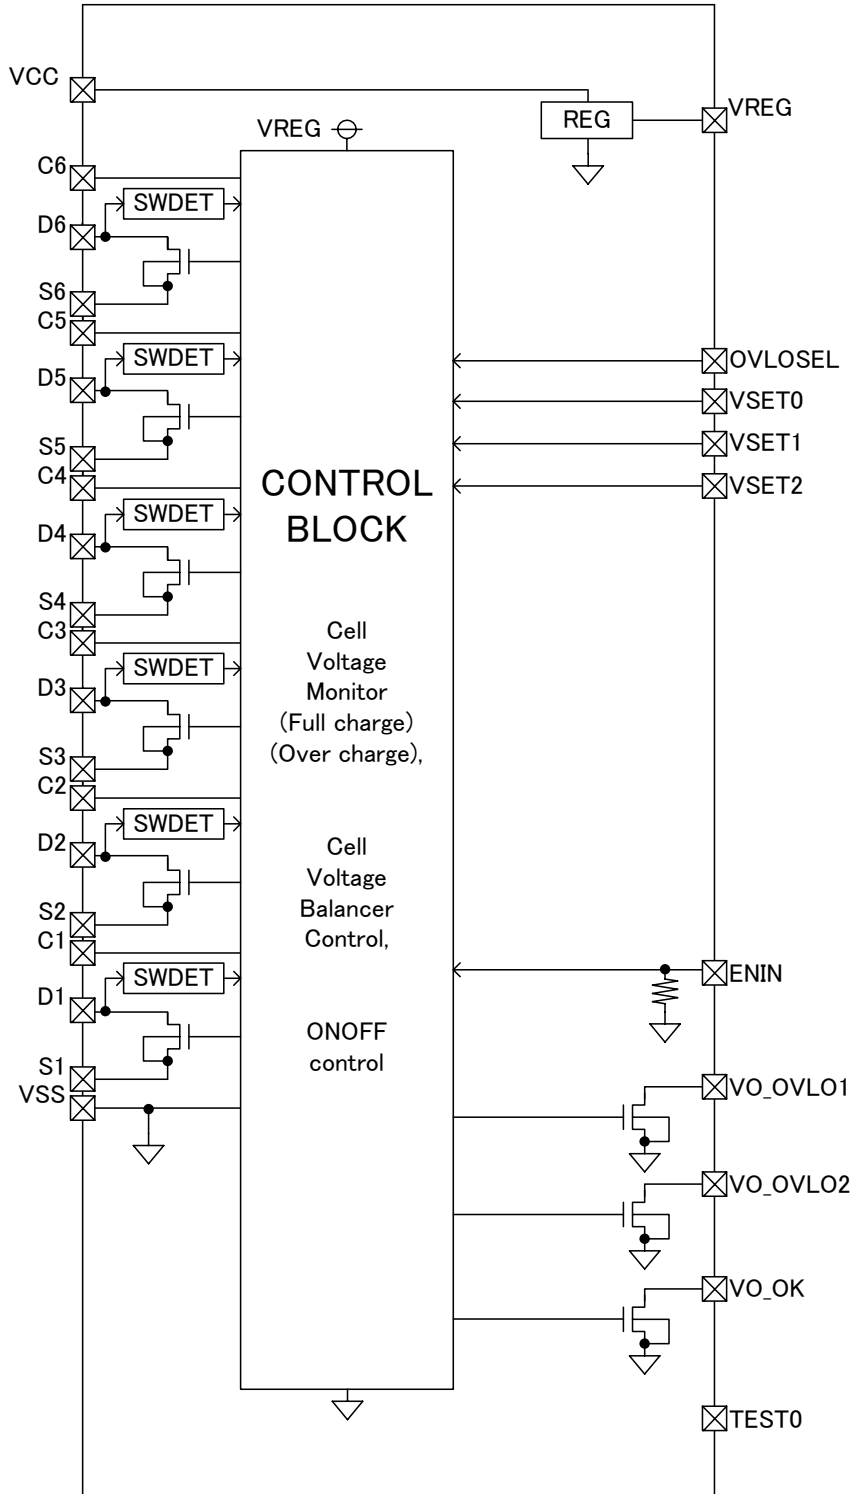 VCC
REG
VREG
VREG
C6
SWDET
D6
S6
C5
SWDET
D5
S5
C4
SWDET
D4
S4
C3
SWDET
D3
S3
C2
SWDET
D2
S2
C1
SWDET
D1
S1
VSS
CONTROL
BLOCK
Cell
Voltage
Monitor
(Full charge)
(Over charge),
Cell
Voltage
Balancer
Control,
ONOFF
control
OVLOSEL
VSET0
VSET1
VSET2
ENIN
VO_OVLO1
VO_OVLO2
VO_OK
TEST0